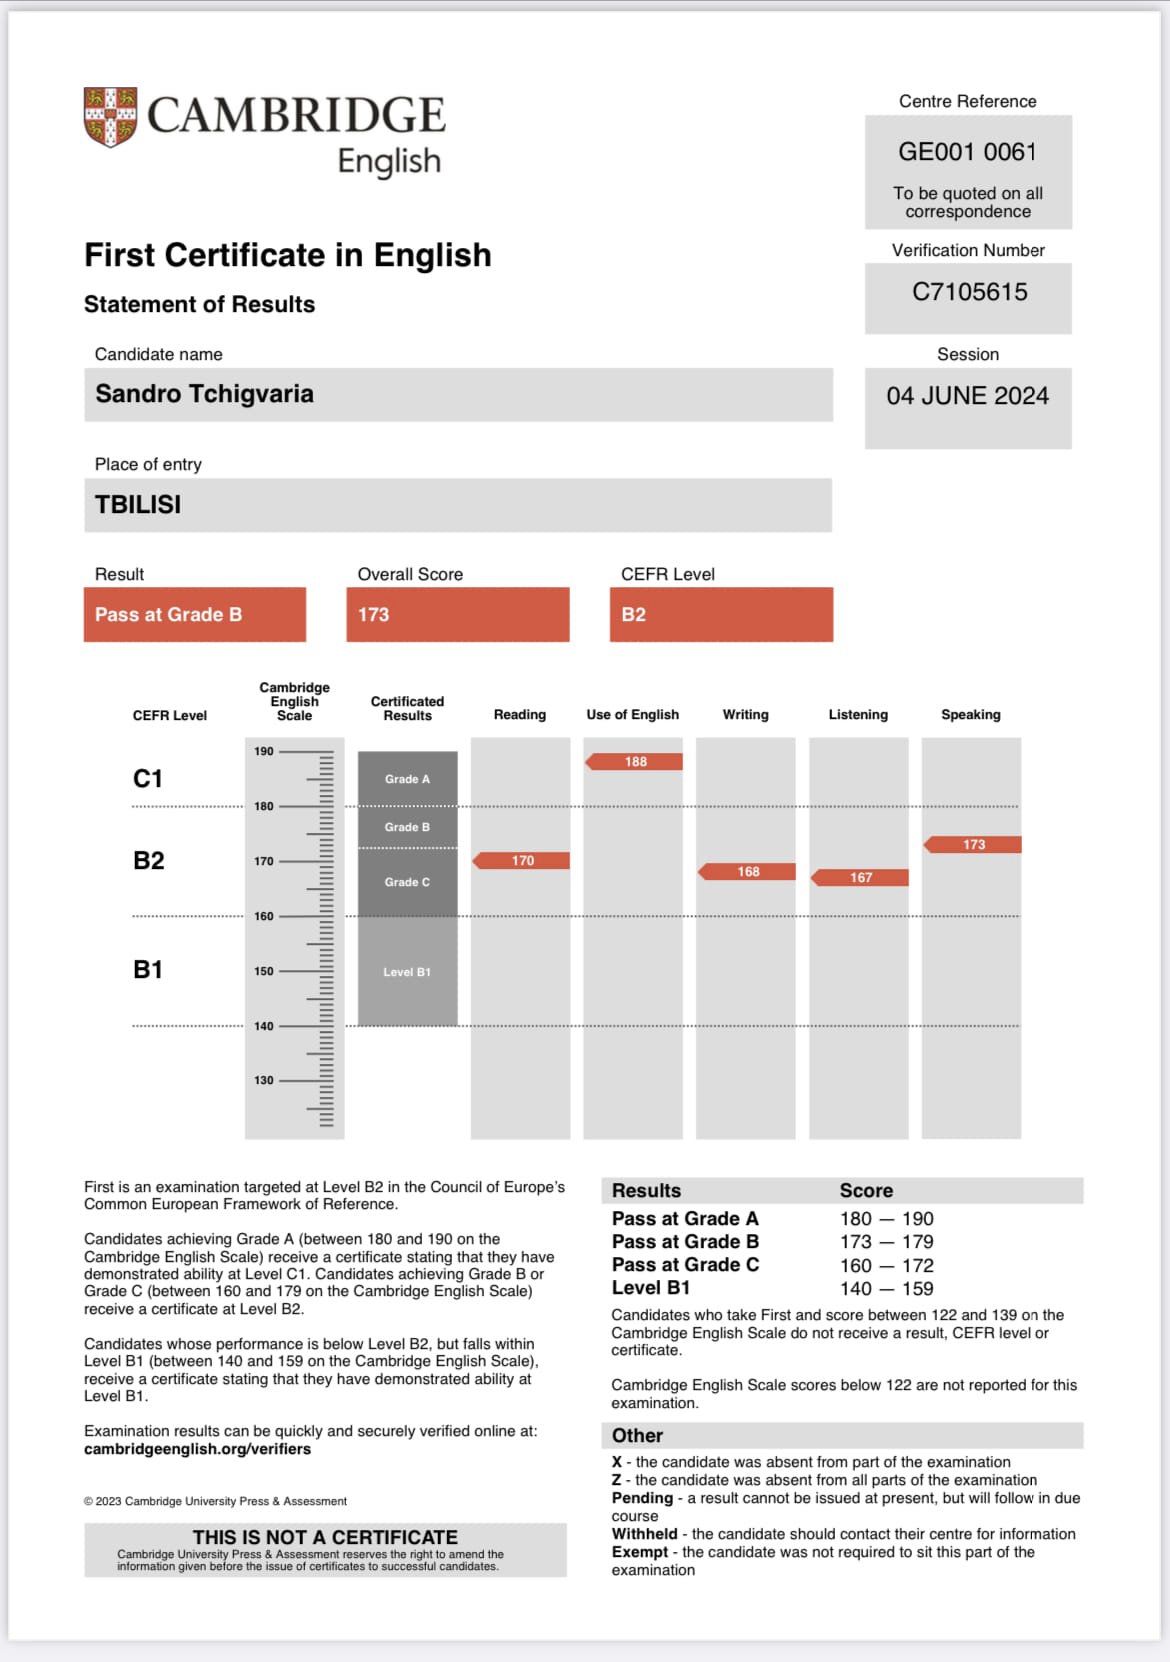 CAMBRIDGE
English
Centre Reference
GE001 0061
To be quoted on all
correspondence
Verification Number
C7105615
Session
04 JUNE 2024
First Certificate in English
Statement of Results
Candidate name
Sandro Tchigvaria
Place of entry
TBILISI
Result
Overall Score
CEFR Level
Pass at Grade B
173
B2
CEFR Level
Cambridge
English
Scale
Certificated
Results
Reading
Use of English
Writing
Listening
Speaking
190
188
C1
Grade A
180
Grade B
173
B2
170
170
168
167
Grade C
160
B1
150
Level B1
140
130
First is an examination targeted at Level B2 in the Council of Europe's
Common European Framework of Reference.
Candidates achieving Grade A (between 180 and 190 on the
Cambridge English Scale) receive a certificate stating that they have
demonstrated ability at Level C1. Candidates achieving Grade B or
Grade C (between 160 and 179 on the Cambridge English Scale)
receive a certificate at Level B2.
Candidates whose performance is below Level B2, but falls within
Level B1 (between 140 and 159 on the Cambridge English Scale),
receive a certificate stating that they have demonstrated ability at
Level B1.
Examination results can be quickly and securely verified online at:
cambridgeenglish.org/verifiers
© 2023 Cambridge University Press & Assessment
THIS IS NOT A CERTIFICATE
Cambridge University Press & Assessment reserves the right to amend the
information given before the issue of certificates to successful candidates.
Results Score
Pass at Grade A 180 — 190
Pass at Grade B 173 — 179
Pass at Grade C 160 — 172
Level B1 140 — 159
Candidates who take First and score between 122 and 139 on the
Cambridge English Scale do not receive a result, CEFR level or
certificate.
Cambridge English Scale scores below 122 are not reported for this
examination.
Other
X - the candidate was absent from part of the examination
Z - the candidate was absent from all parts of the examination
Pending - a result cannot be issued at present, but will follow in due
course
Withheld - the candidate should contact their centre for information
Exempt - the candidate was not required to sit this part of the
examination